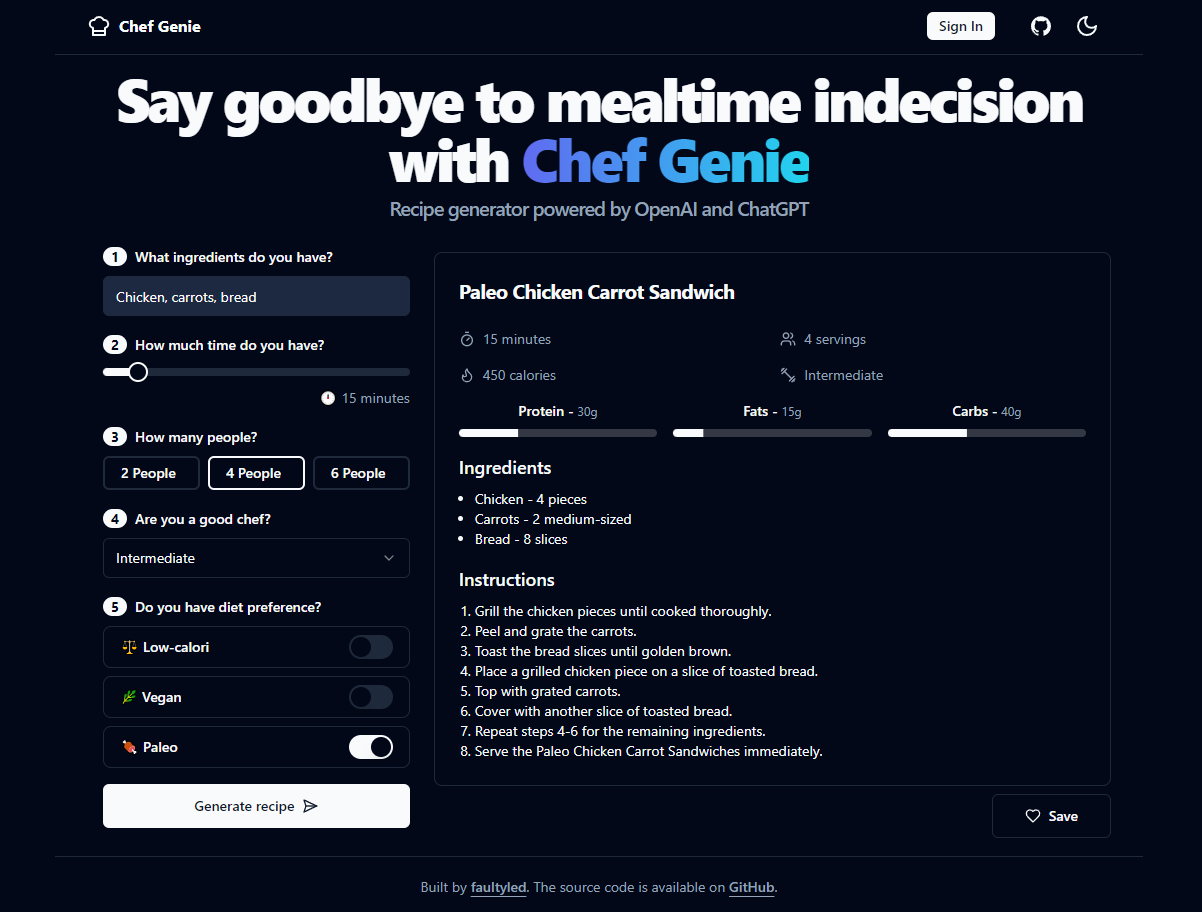 Chef Genie
Sign In
Say goodbye to mealtime indecision
with Chef Genie
Recipe generator powered by OpenAI and ChatGPT
1 What ingredients do you have?
Chicken, carrots, bread
2 How much time do you have?
15 minutes
3 How many people?
2 People 4 People 6 People
4 Are you a good chef?
Intermediate
5 Do you have diet preference?
Low-calori
Vegan
Paleo
Generate recipe
Paleo Chicken Carrot Sandwich
15 minutes 4 servings
450 calories Intermediate
Protein - 30g Fats - 15g Carbs - 40g
Ingredients
• Chicken - 4 pieces
• Carrots - 2 medium-sized
• Bread - 8 slices
Instructions
1. Grill the chicken pieces until cooked thoroughly.
2. Peel and grate the carrots.
3. Toast the bread slices until golden brown.
4. Place a grilled chicken piece on a slice of toasted bread.
5. Top with grated carrots.
6. Cover with another slice of toasted bread.
7. Repeat steps 4-6 for the remaining ingredients.
8. Serve the Paleo Chicken Carrot Sandwiches immediately.
Save
Built by faultyled. The source code is available on GitHub.